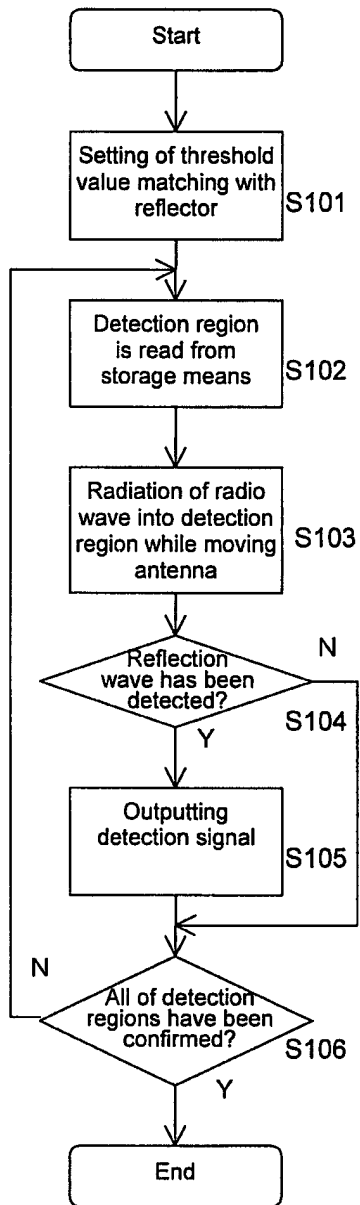 Start
Setting of threshold
value matching with
reflector
S101
Detection region
is read from
storage means
S102
Radiation of radio
wave into detection
region while moving
antenna
S103
Reflection
wave has been
detected?
N
S104
Y
Outputting
detection signal
S105
N
All of detection
regions have been
confirmed?
S106
Y
End